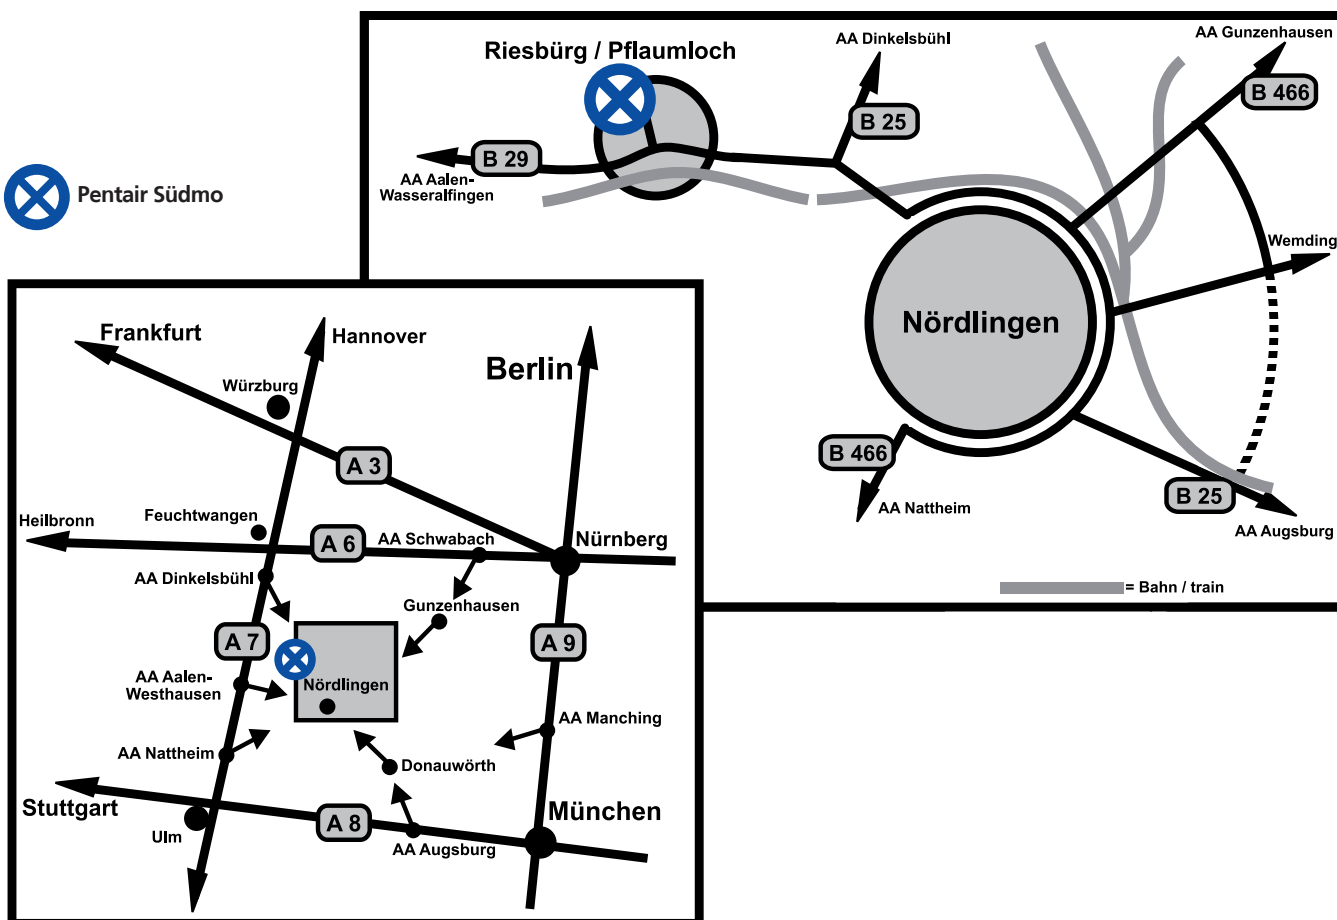 AA Dinkelsbühl
AA Gunzenhausen
Riesbürg / Pflaumloch
B 466
B 25
B 29
AA Aalen-
Wasseralfingen
Pentair Südmo
Wemding
Nördlingen
B 466
AA Nattheim
B 25
AA Augsburg
= Bahn / train
Frankfurt
Hannover
Berlin
Würzburg
A 3
Feuchtwangen
Heilbronn
A 6
AA Schwabach
Nürnberg
AA Dinkelsbühl
Gunzenhausen
A 7
A 9
AA Aalen-
Westhausen
Nördlingen
AA Manching
AA Nattheim
Donauwörth
Stuttgart
München
A 8
Ulm
AA Augsburg